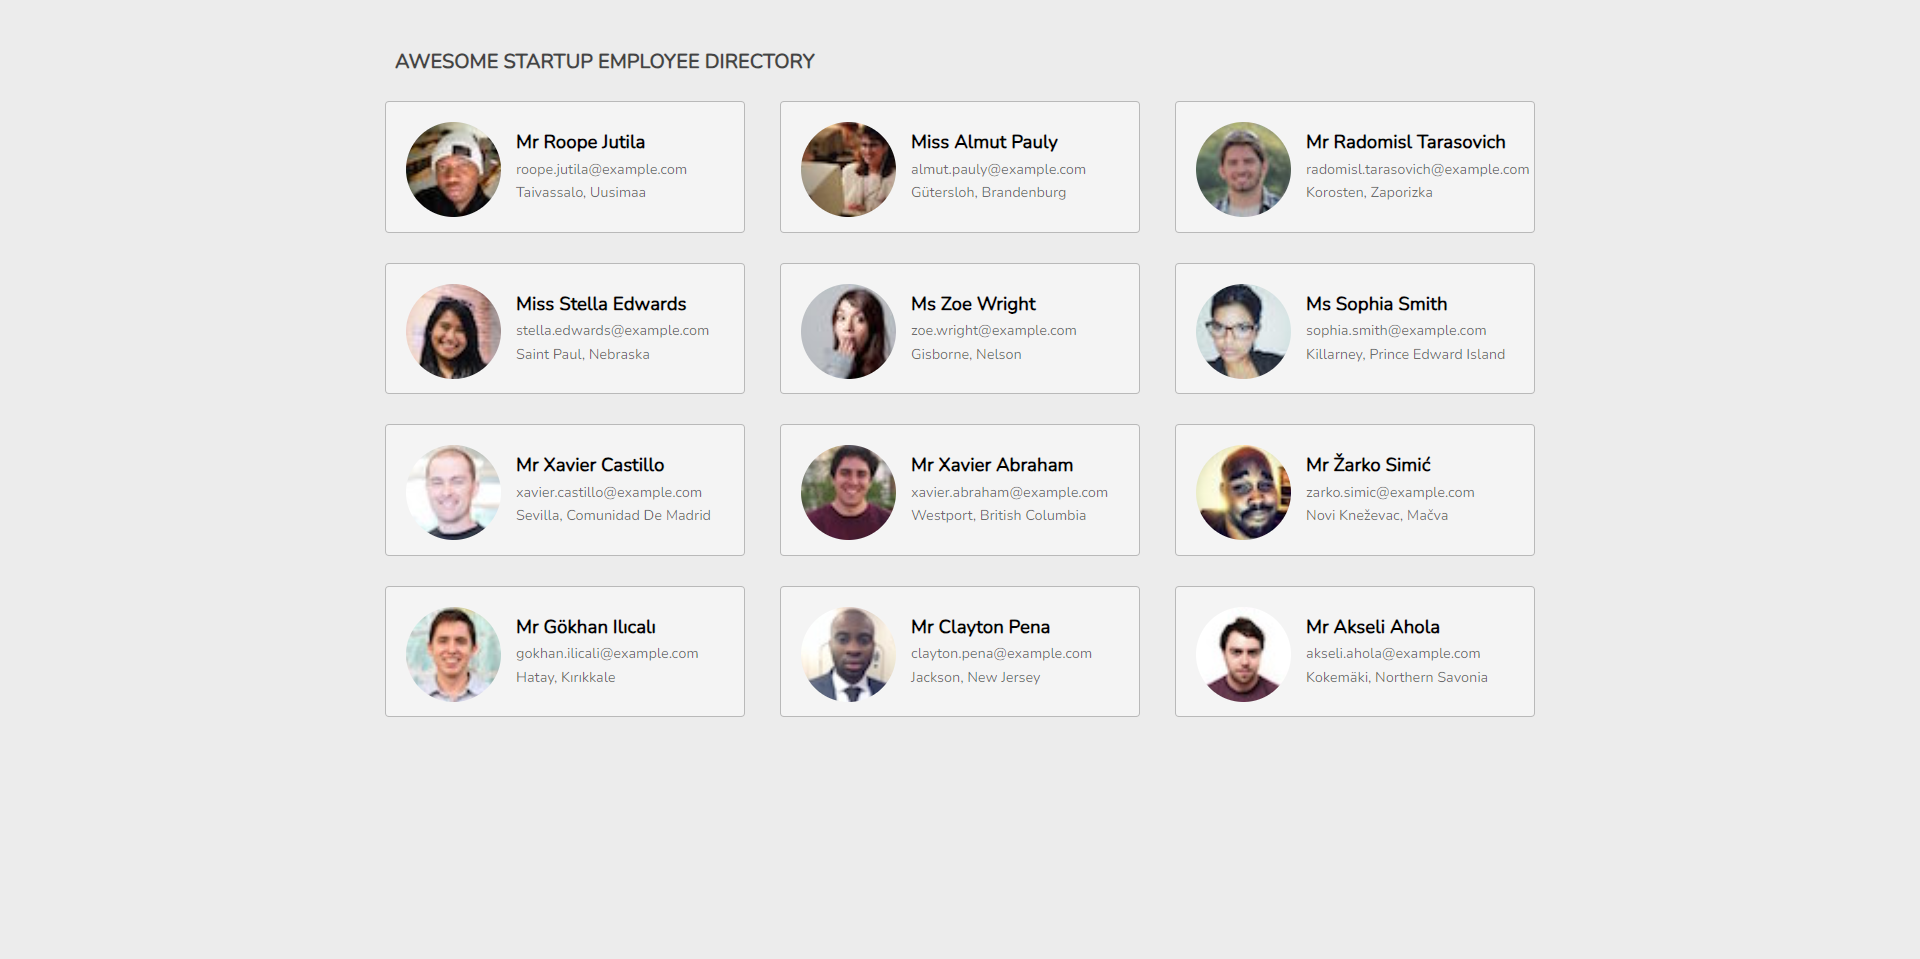 AWESOME STARTUP EMPLOYEE DIRECTORY
Mr Roope Jutila
roope.jutila@example.com
Taivassalo, Uusimaa
Miss Almut Pauly
almut.pauly@example.com
Gütersloh, Brandenburg
Mr Radomisl Tarasovich
radomisl.tarasovich@example.com
Korosten, Zaporizka
Miss Stella Edwards
stella.edwards@example.com
Saint Paul, Nebraska
Ms Zoe Wright
zoe.wright@example.com
Gisborne, Nelson
Ms Sophia Smith
sophia.smith@example.com
Killarney, Prince Edward Island
Mr Xavier Castillo
xavier.castillo@example.com
Sevilla, Comunidad De Madrid
Mr Xavier Abraham
xavier.abraham@example.com
Westport, British Columbia
Mr Žarko Simić
zarko.simic@example.com
Novi Kneževac, Mačva
Mr Gökhan Ilıcalı
gokhan.ilicali@example.com
Hatay, Kırıkkale
Mr Clayton Pena
clayton.pena@example.com
Jackson, New Jersey
Mr Akseli Ahola
akseli.ahola@example.com
Kokemäki, Northern Savonia